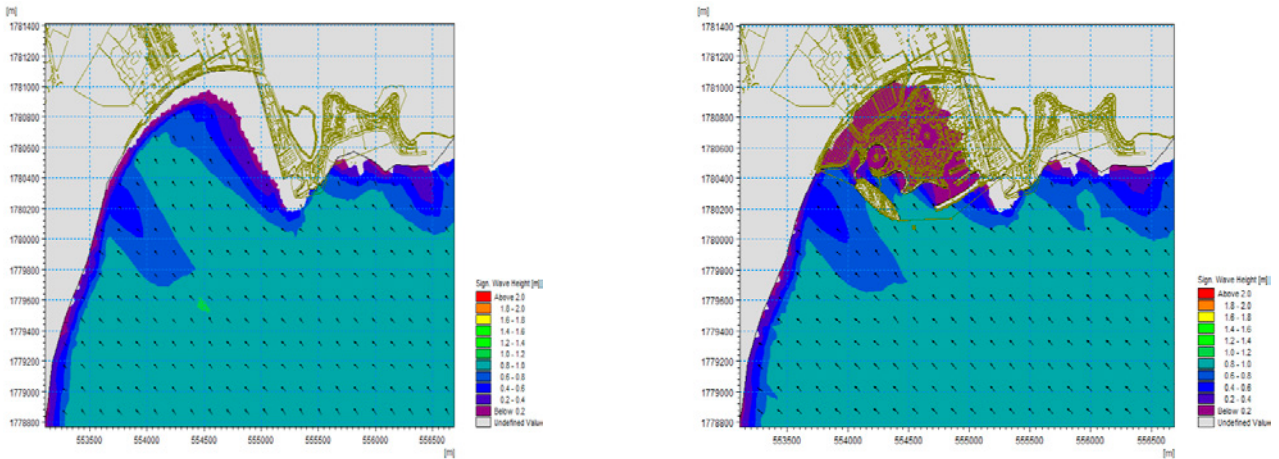 [m]
1781400
1781200
1781000
1780800
1780600
1780400
1780200
1780000
1779800
1779600
1779400
1779200
1779000
1778800
553500
554000
554500
555000
555500
556000
556500
[m]
Sign. Wave Height [m]
Above 2.0
1.8 - 2.0
1.6 - 1.8
1.4 - 1.6
1.2 - 1.4
1.0 - 1.2
0.8 - 1.0
0.6 - 0.8
0.4 - 0.6
0.2 - 0.4
Below 0.2
Undefined Value
[m]
1781400
1781200
1781000
1780800
1780600
1780400
1780200
1780000
1779800
1779600
1779400
1779200
1779000
1778800
553500
554000
554500
555000
555500
556000
556500
[m]
Sign. Wave Height [m]
Above 2.0
1.8 - 2.0
1.6 - 1.8
1.4 - 1.6
1.2 - 1.4
1.0 - 1.2
0.8 - 1.0
0.6 - 0.8
0.4 - 0.6
0.2 - 0.4
Below 0.2
Undefined Value